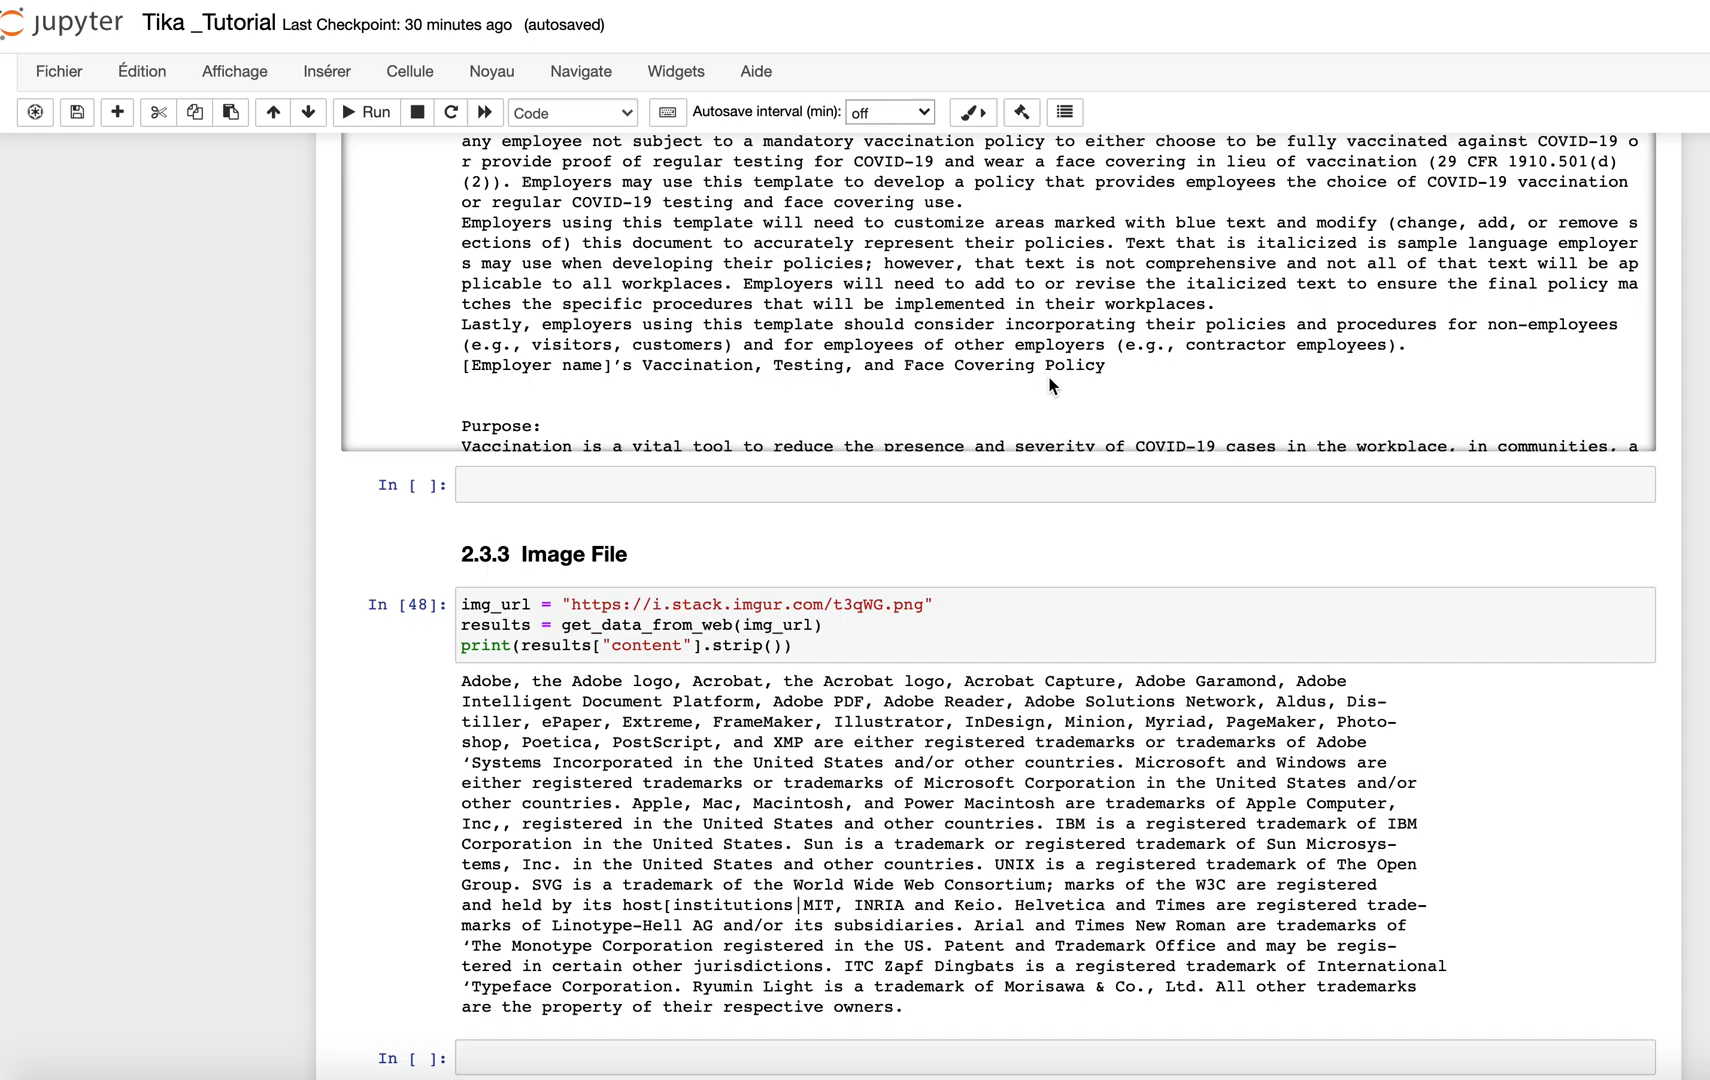 jupyter Tika _Tutorial Last Checkpoint: 30 minutes ago (autosaved)
Fichier Édition Affichage Insérer Cellule Noyau Navigate Widgets Aide
Run Code Autosave interval (min): off
any employee not subject to a mandatory vaccination policy to either choose to be fully vaccinated against COVID-19 o
r provide proof of regular testing for COVID-19 and wear a face covering in lieu of vaccination (29 CFR 1910.501(d)
(2)). Employers may use this template to develop a policy that provides employees the choice of COVID-19 vaccination
or regular COVID-19 testing and face covering use.
Employers using this template will need to customize areas marked with blue text and modify (change, add, or remove s
ections of) this document to accurately represent their policies. Text that is italicized is sample language employer
s may use when developing their policies; however, that text is not comprehensive and not all of that text will be ap
plicable to all workplaces. Employers will need to add to or revise the italicized text to ensure the final policy ma
tches the specific procedures that will be implemented in their workplaces.
Lastly, employers using this template should consider incorporating their policies and procedures for non-employees
(e.g., visitors, customers) and for employees of other employers (e.g., contractor employees).
[Employer name]’s Vaccination, Testing, and Face Covering Policy
Purpose:
Vaccination is a vital tool to reduce the presence and severity of COVID-19 cases in the workplace, in communities, a
In [ ]:
2.3.3 Image File
In [48]: img_url = "https://i.stack.imgur.com/t3qWG.png"
results = get_data_from_web(img_url)
print(results["content"].strip())
Adobe, the Adobe logo, Acrobat, the Acrobat logo, Acrobat Capture, Adobe Garamond, Adobe
Intelligent Document Platform, Adobe PDF, Adobe Reader, Adobe Solutions Network, Aldus, Dis-
tiller, ePaper, Extreme, FrameMaker, Illustrator, InDesign, Minion, Myriad, PageMaker, Photo-
shop, Poetica, PostScript, and XMP are either registered trademarks or trademarks of Adobe
‘Systems Incorporated in the United States and/or other countries. Microsoft and Windows are
either registered trademarks or trademarks of Microsoft Corporation in the United States and/or
other countries. Apple, Mac, Macintosh, and Power Macintosh are trademarks of Apple Computer,
Inc,, registered in the United States and other countries. IBM is a registered trademark of IBM
Corporation in the United States. Sun is a trademark or registered trademark of Sun Microsys-
tems, Inc. in the United States and other countries. UNIX is a registered trademark of The Open
Group. SVG is a trademark of the World Wide Web Consortium; marks of the W3C are registered
and held by its host[institutions|MIT, INRIA and Keio. Helvetica and Times are registered trade-
marks of Linotype-Hell AG and/or its subsidiaries. Arial and Times New Roman are trademarks of
‘The Monotype Corporation registered in the US. Patent and Trademark Office and may be regis-
tered in certain other jurisdictions. ITC Zapf Dingbats is a registered trademark of International
‘Typeface Corporation. Ryumin Light is a trademark of Morisawa & Co., Ltd. All other trademarks
are the property of their respective owners.
In [ ]: